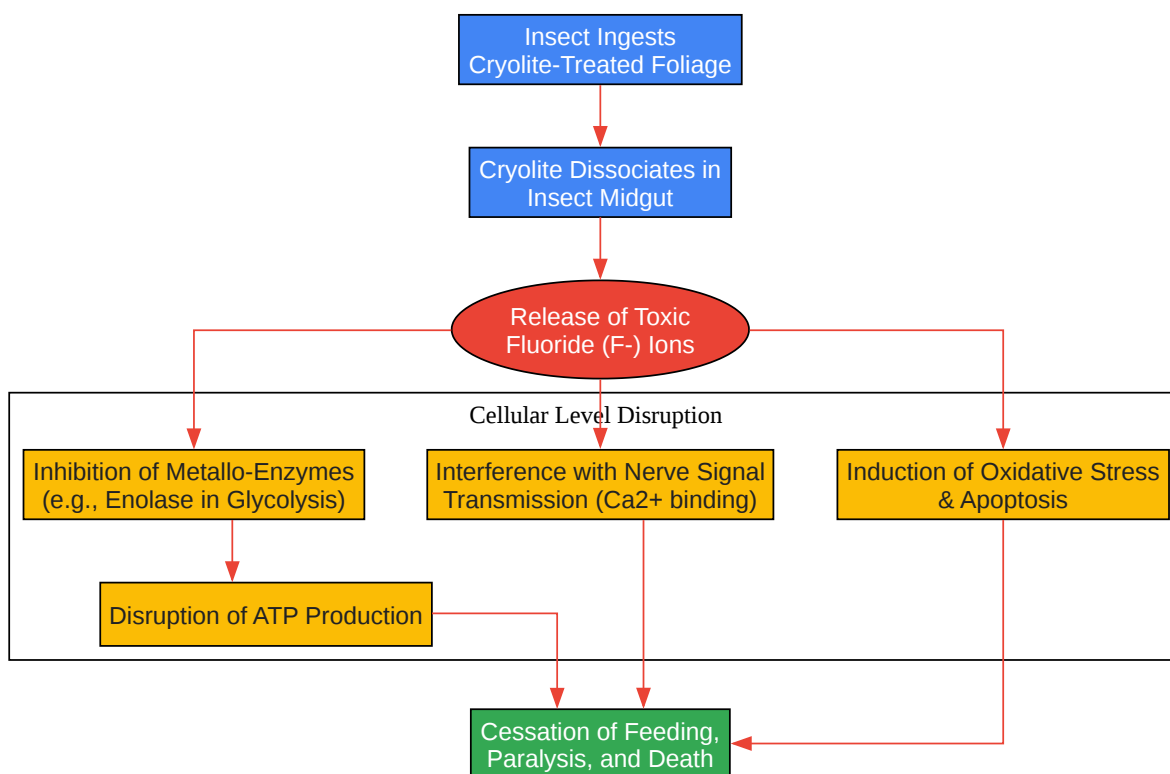 Insect Ingests
Cryolite-Treated Foliage
Cryolite Dissociates in
Insect Midgut
Release of Toxic
Fluoride (F-) Ions
Cellular Level Disruption
Inhibition of Metallo-Enzymes
(e.g., Enolase in Glycolysis)
Interference with Nerve Signal
Transmission (Ca2+ binding)
Induction of Oxidative Stress
& Apoptosis
Disruption of ATP Production
Cessation of Feeding,
Paralysis, and Death